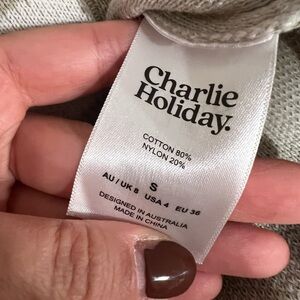 Charlie
Holiday.
COTTON 80%
NYLON 20%
S
AU / UK 8 USA 4 EU 36
DESIGNED IN AUSTRALIA
MADE IN CHINA